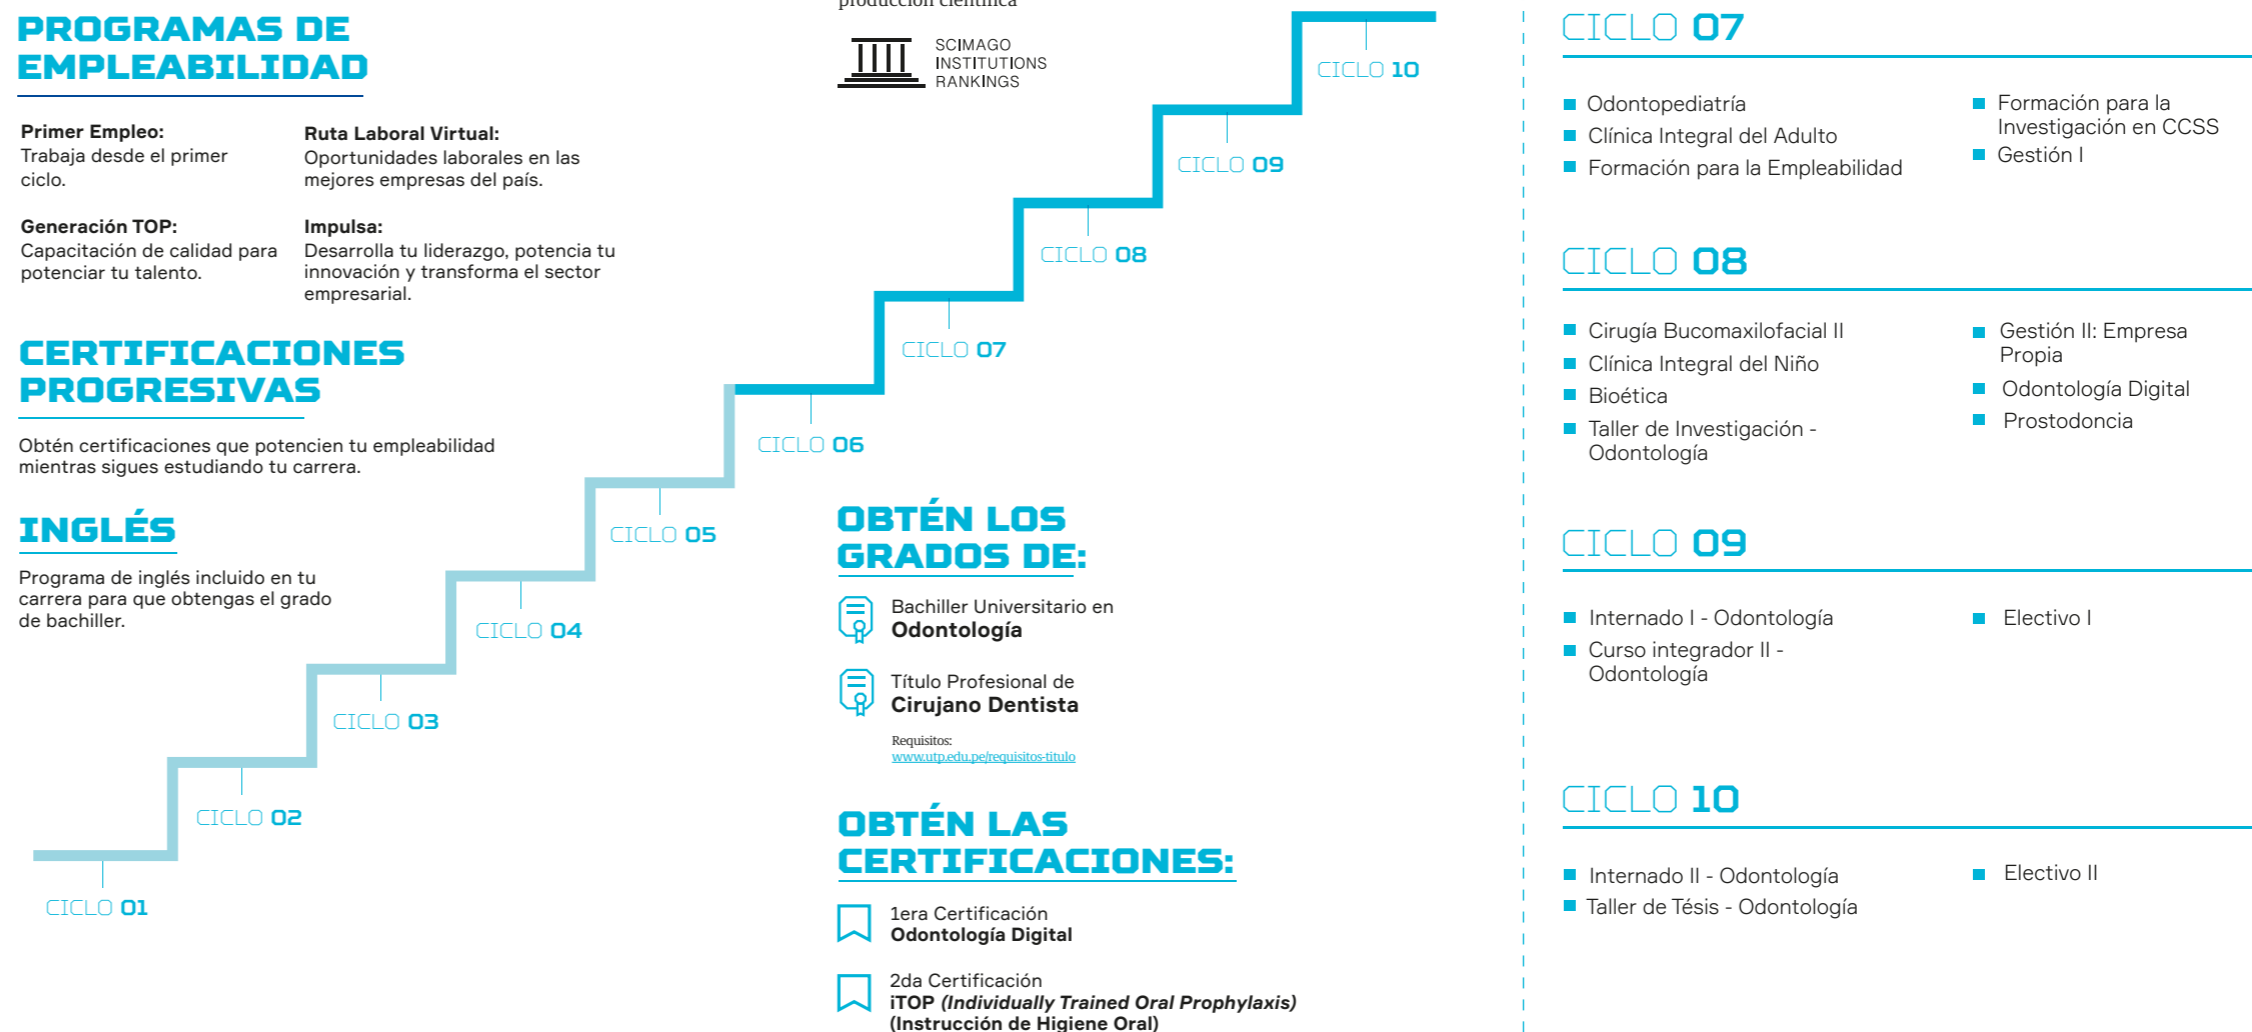 PROGRAMAS DE
EMPLEABILIDAD
Primer Empleo:
Trabaja desde el primer
ciclo.
Ruta Laboral Virtual:
Oportunidades laborales en las
mejores empresas del país.
Generación TOP:
Capacitación de calidad para
potenciar tu talento.
Impulsa:
Desarrolla tu liderazgo, potencia tu
innovación y transforma el sector
empresarial.
CERTIFICACIONES
PROGRESIVAS
Obtén certificaciones que potencien tu empleabilidad
mientras sigues estudiando tu carrera.
INGLÉS
Programa de inglés incluido en tu
carrera para que obtengas el grado
de bachiller.
CICLO 01
CICLO 02
CICLO 03
CICLO 04
CICLO 05
CICLO 06
CICLO 07
CICLO 08
CICLO 09
CICLO 10
producción científica
SCIMAGO
INSTITUTIONS
RANKINGS
OBTÉN LOS
GRADOS DE:
Bachiller Universitario en
Odontología
Título Profesional de
Cirujano Dentista
Requisitos:
www.utp.edu.pe/requisitos-titulo
OBTÉN LAS
CERTIFICACIONES:
1era Certificación
Odontología Digital
2da Certificación
iTOP (Individually Trained Oral Prophylaxis)
(Instrucción de Higiene Oral)
CICLO 07
Odontopediatría
Clínica Integral del Adulto
Formación para la Empleabilidad
Formación para la
Investigación en CCSS
Gestión I
CICLO 08
Cirugía Bucomaxilofacial II
Clínica Integral del Niño
Bioética
Taller de Investigación -
Odontología
Gestión II: Empresa
Propia
Odontología Digital
Prostodoncia
CICLO 09
Internado I - Odontología
Curso integrador II -
Odontología
Electivo I
CICLO 10
Internado II - Odontología
Taller de Tésis - Odontología
Electivo II